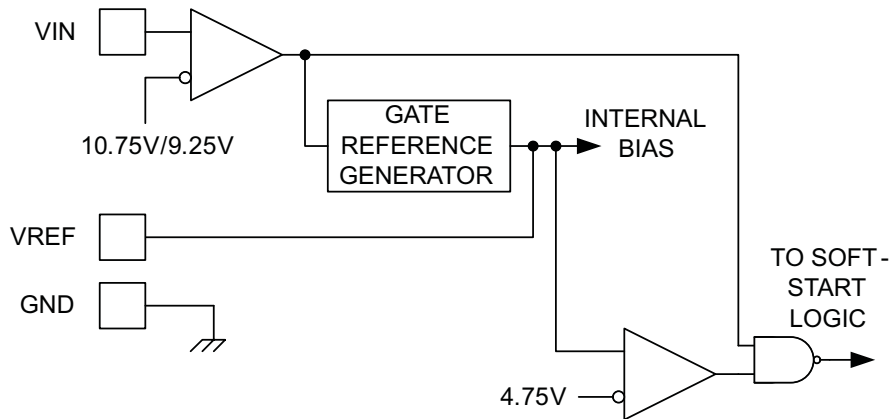 VIN
10.75V/9.25V
GATE
REFERENCE
GENERATOR
INTERNAL
BIAS
VREF
GND
TO SOFT-
START
LOGIC
4.75V